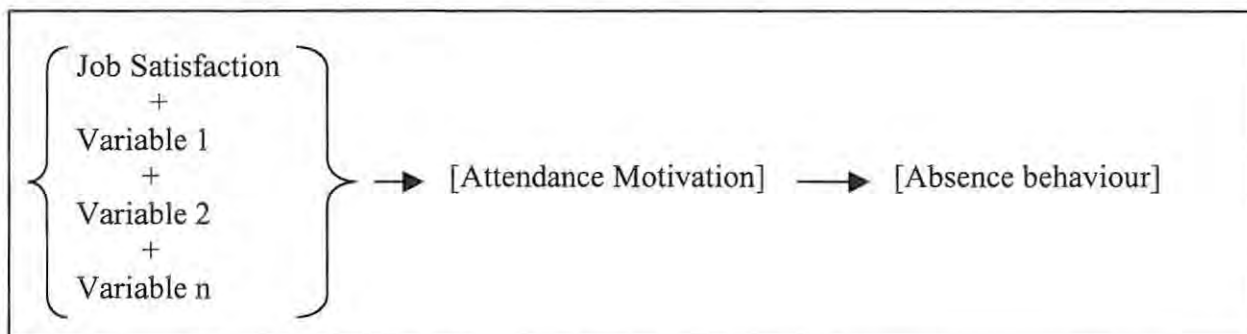 Job Satisfaction
+
Variable 1
+
Variable 2
+
Variable n
[Attendance Motivation]
[Absence behaviour]